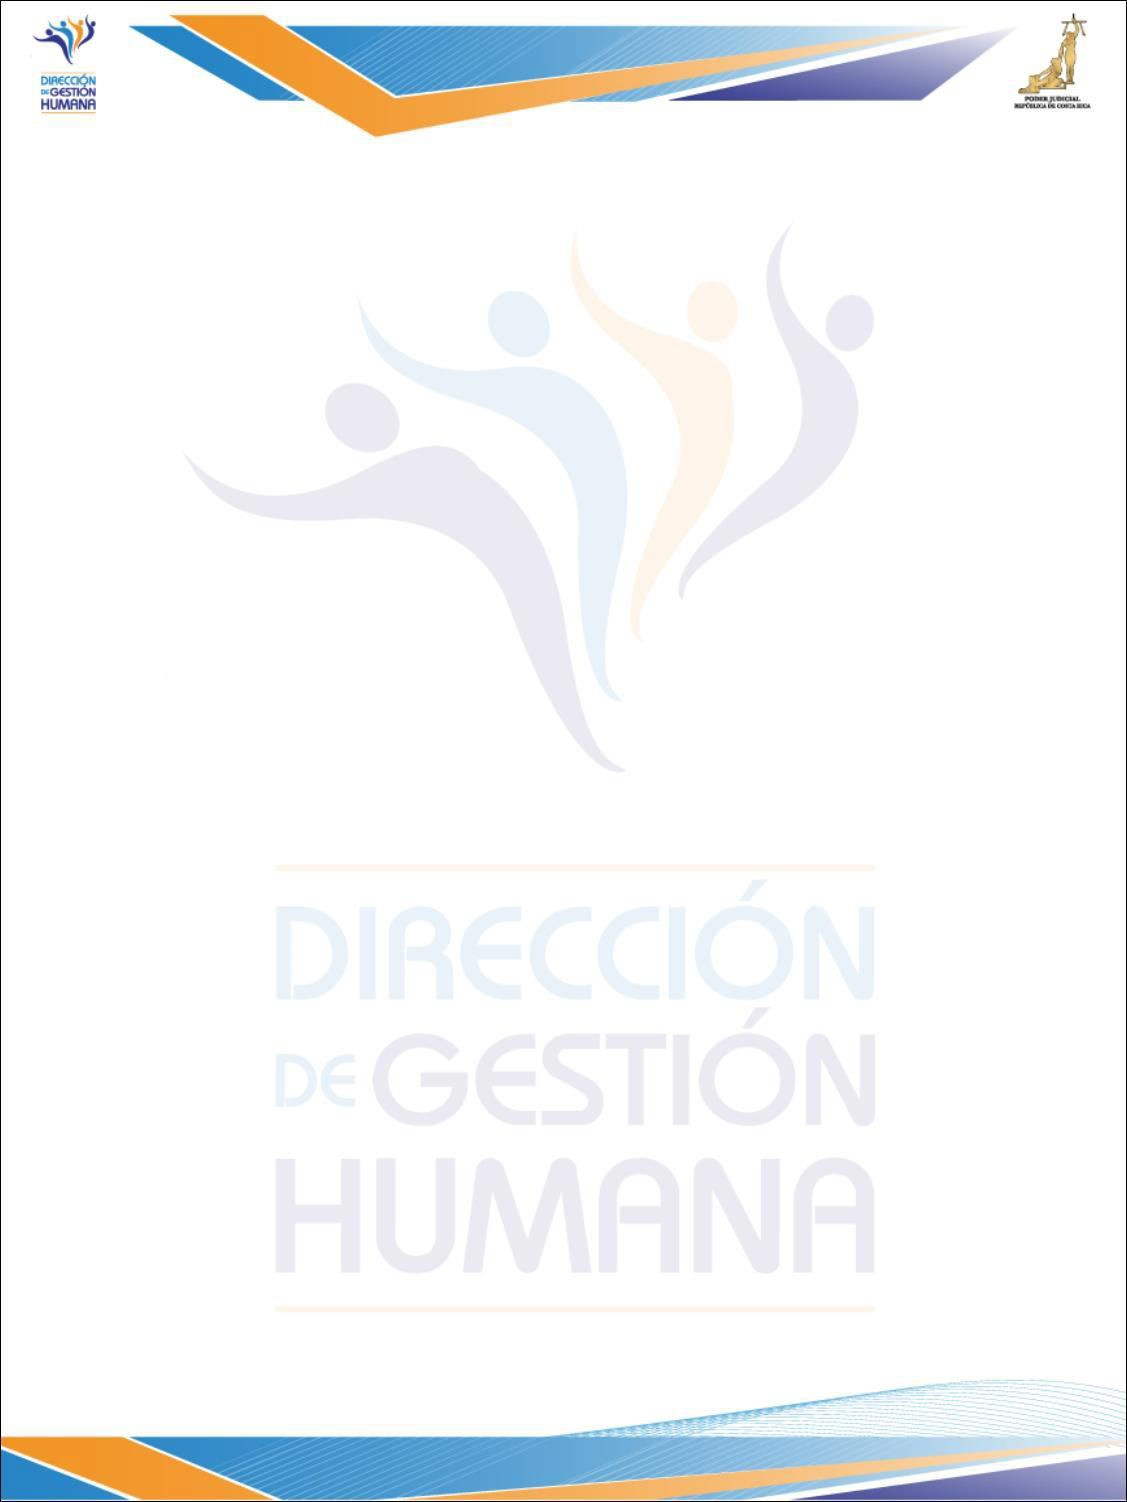 DIRECCIÓN
DE GESTIÓN
HUMANA
PODER JUDICIAL
REPÚBLICA DE COSTA RICA
DIRECCIÓN
DE GESTIÓN
HUMANA